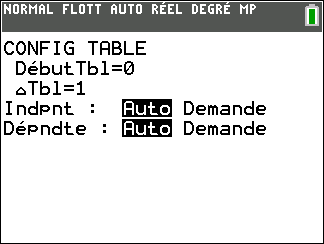 NORMAL FLOTT AUTO RÉEL DEGRÉ MP
CONFIG TABLE
DébutTbl=0
△Tbl=1
Indpnt : Auto Demande
Dépndte : Auto Demande